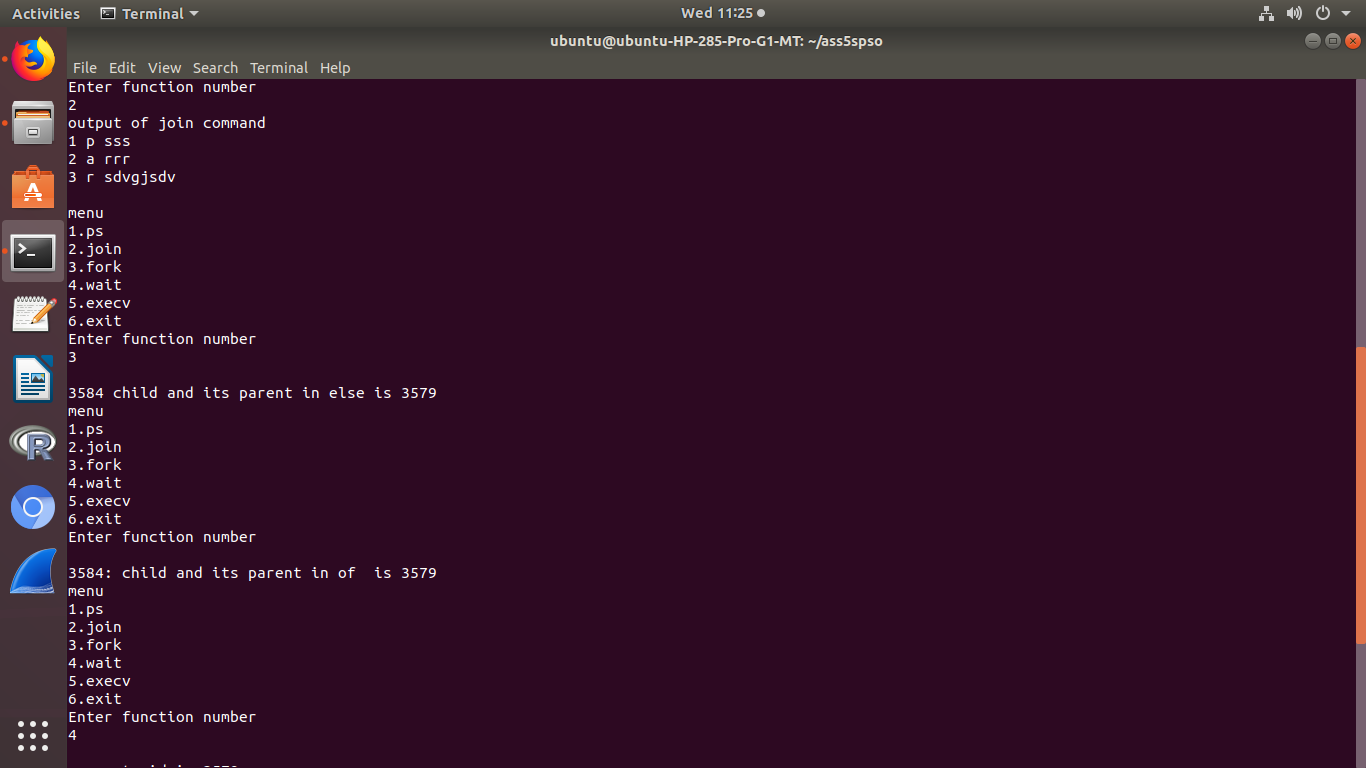 Activities Terminal Wed 11:25
ubuntu@ubuntu-HP-285-Pro-G1-MT: ~/ass5spso
File Edit View Search Terminal Help
Enter function number
2
output of join command
1 p sss
2 a rrr
3 r sdvgjsdv
menu
1.ps
2.join
3.fork
4.wait
5.execv
6.exit
Enter function number
3
3584 child and its parent in else is 3579
menu
1.ps
2.join
3.fork
4.wait
5.execv
6.exit
Enter function number
3584: child and its parent in of  is 3579
menu
1.ps
2.join
3.fork
4.wait
5.execv
6.exit
Enter function number
4